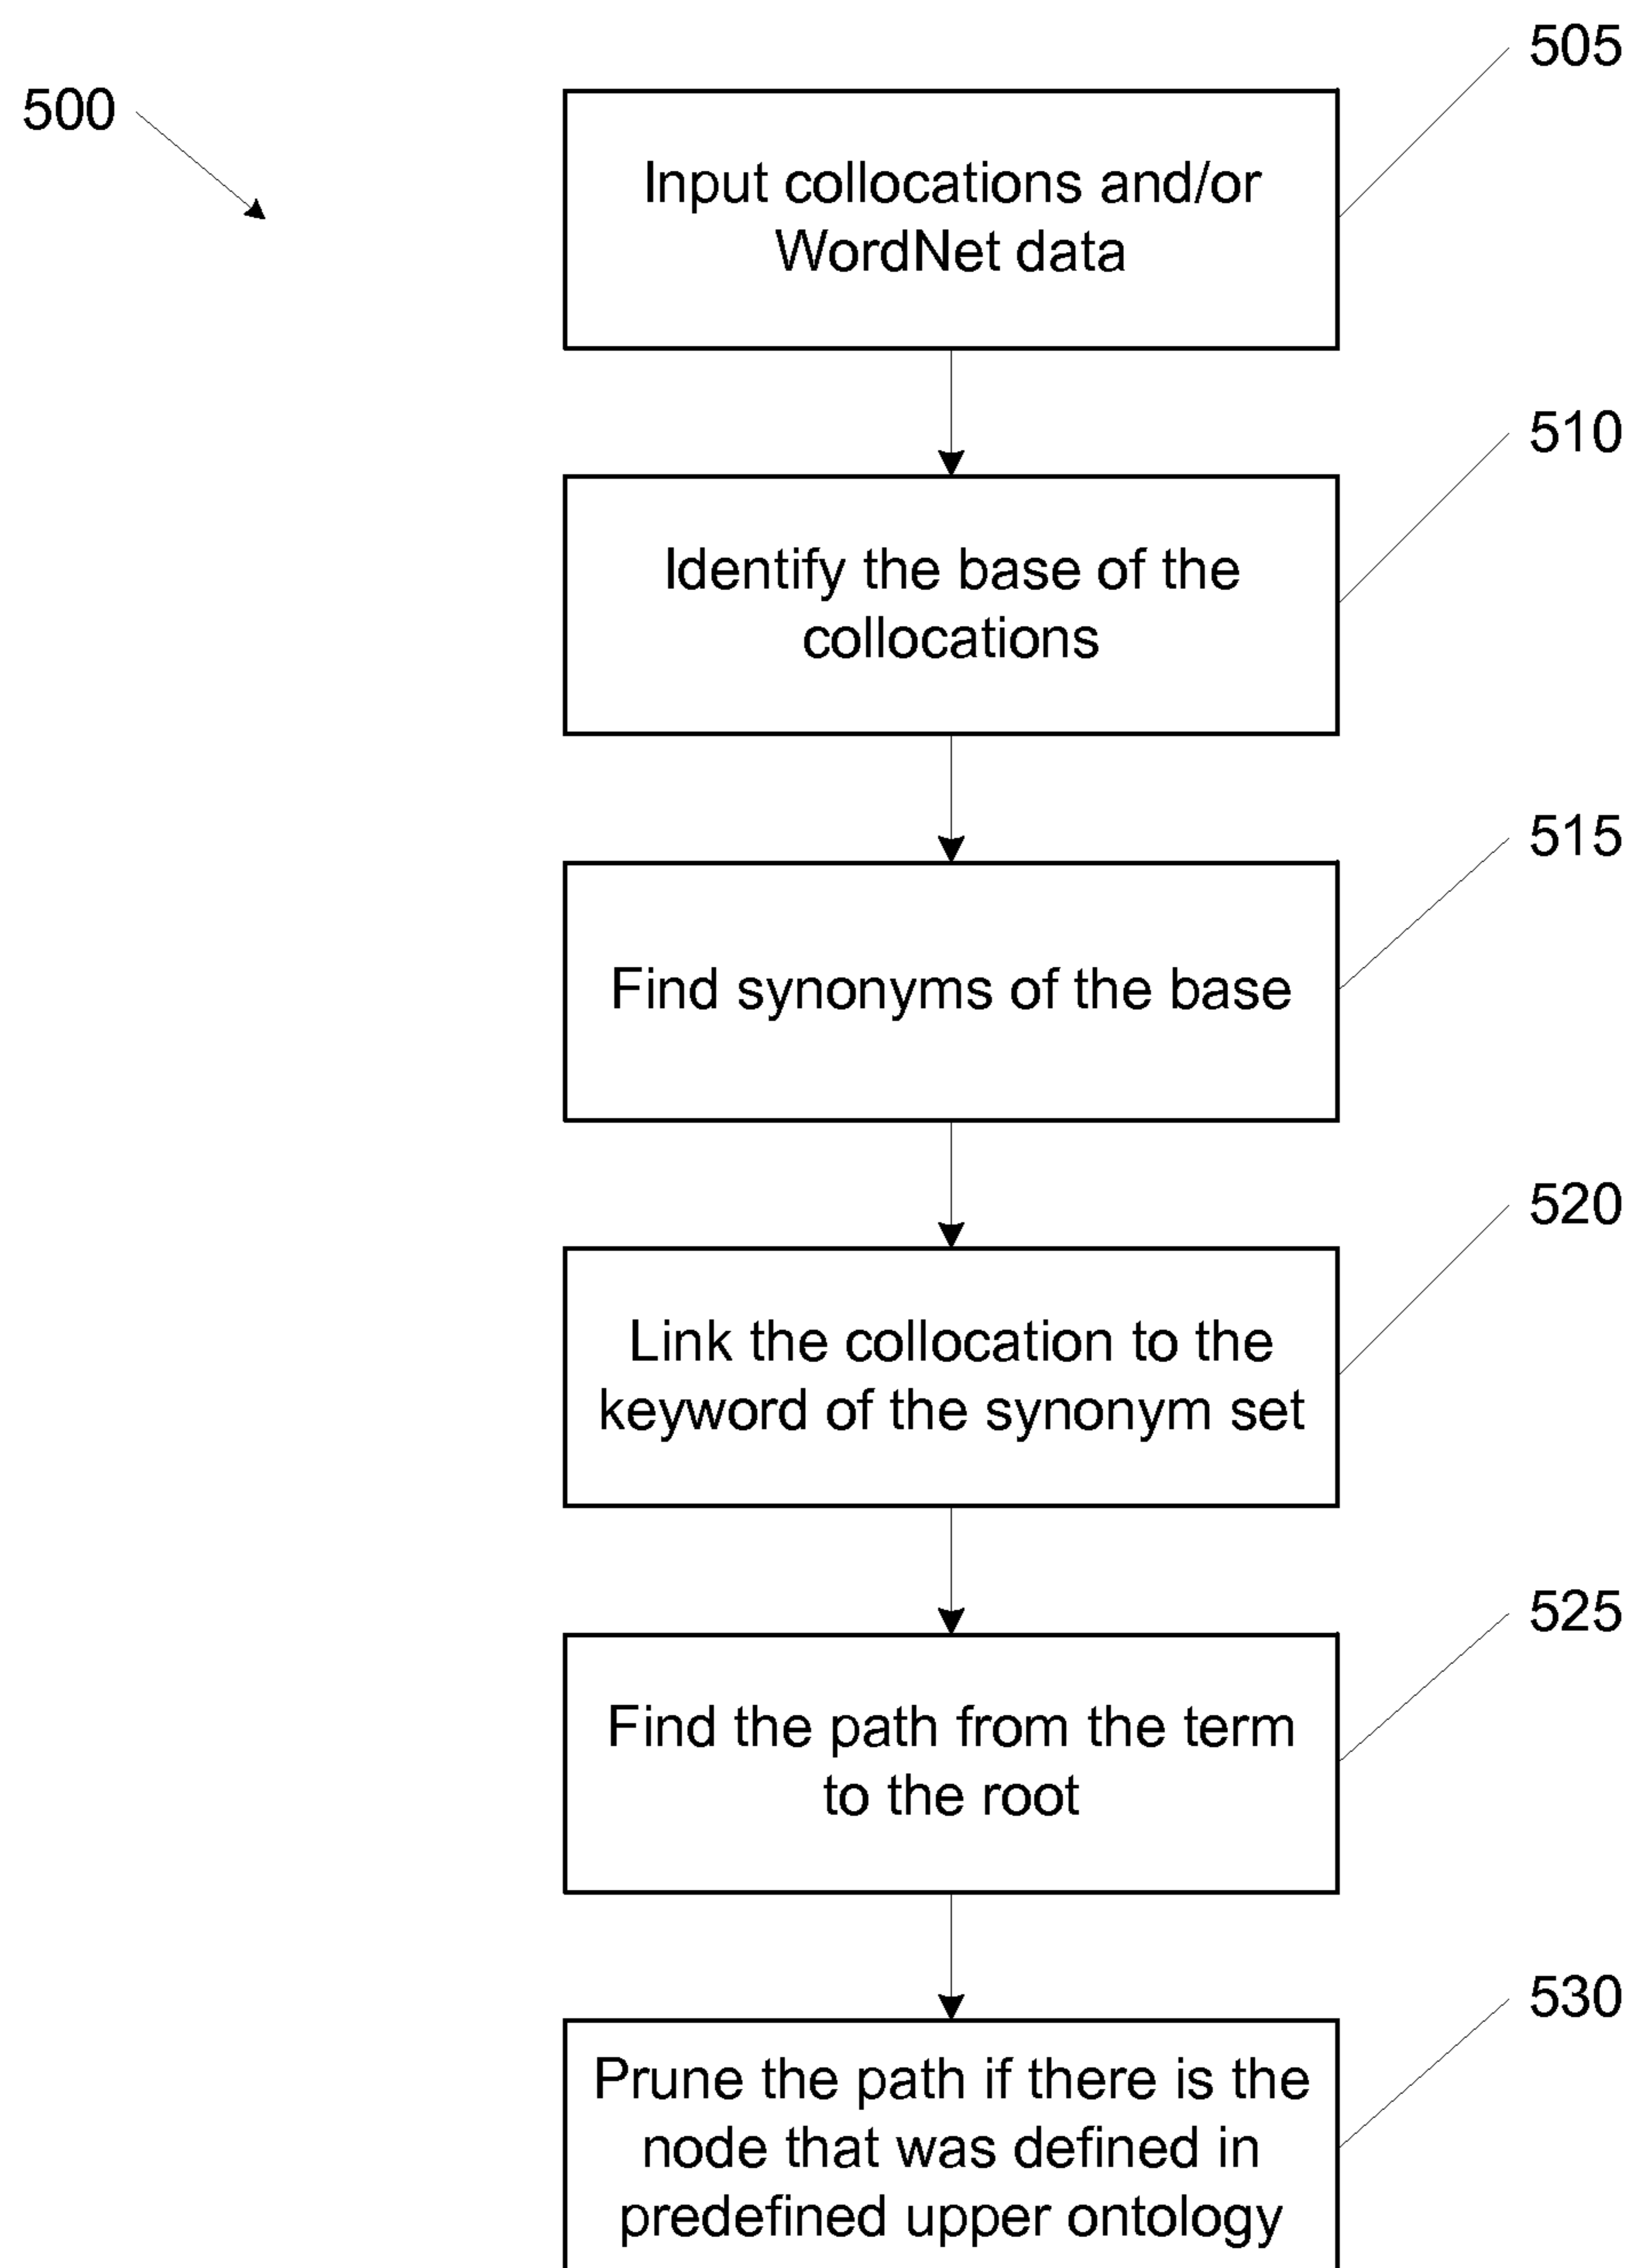 505
500
Input collocations and/or
WordNet data
510
Identify the base of the
collocations
515
Find synonyms of the base
520
Link the collocation to the
keyword of the synonym set
525
Find the path from the term
to the root
530
Prune the path if there is the
node that was defined in
predefined upper ontology